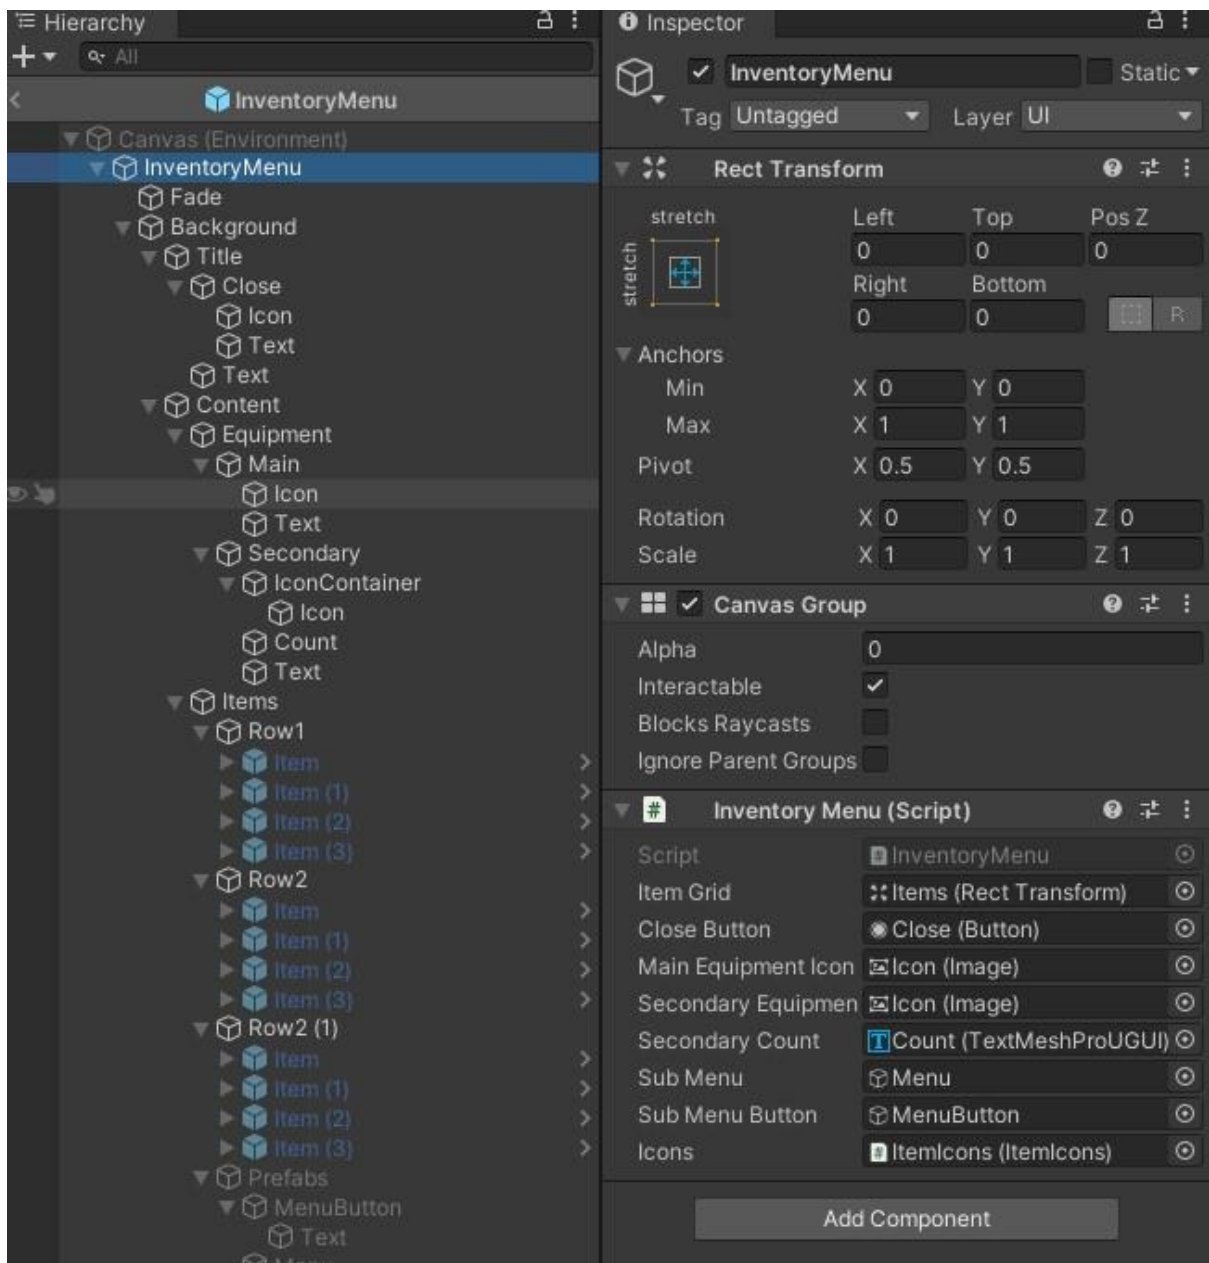 Hierarchy
All
InventoryMenu
Canvas (Environment)
InventoryMenu
Fade
Background
Title
Close
Icon
Text
Text
Content
Equipment
Main
Icon
Text
Secondary
IconContainer
Icon
Count
Text
Items
Row1
Item
Item (1)
Item (2)
Item (3)
Row2
Item
Item (1)
Item (2)
Item (3)
Row2 (1)
Item
Item (1)
Item (2)
Item (3)
Prefabs
MenuButton
Text
Inspector
InventoryMenu Static
Tag Untagged Layer UI
Rect Transform
stretch Left Top Pos Z
stretch 0 0 0
Right Bottom
0 0 R
Anchors
Min X 0 Y 0
Max X 1 Y 1
Pivot X 0.5 Y 0.5
Rotation X 0 Y 0 Z 0
Scale X 1 Y 1 Z 1
Canvas Group
Alpha 0
Interactable
Blocks Raycasts
Ignore Parent Groups
# Inventory Menu (Script)
Script InventoryMenu
Item Grid Items (Rect Transform)
Close Button Close (Button)
Main Equipment Icon Icon (Image)
Secondary Equipmen Icon (Image)
Secondary Count T Count (TextMeshProUGUI)
Sub Menu Menu
Sub Menu Button MenuButton
Icons ItemIcons (ItemIcons)
Add Component